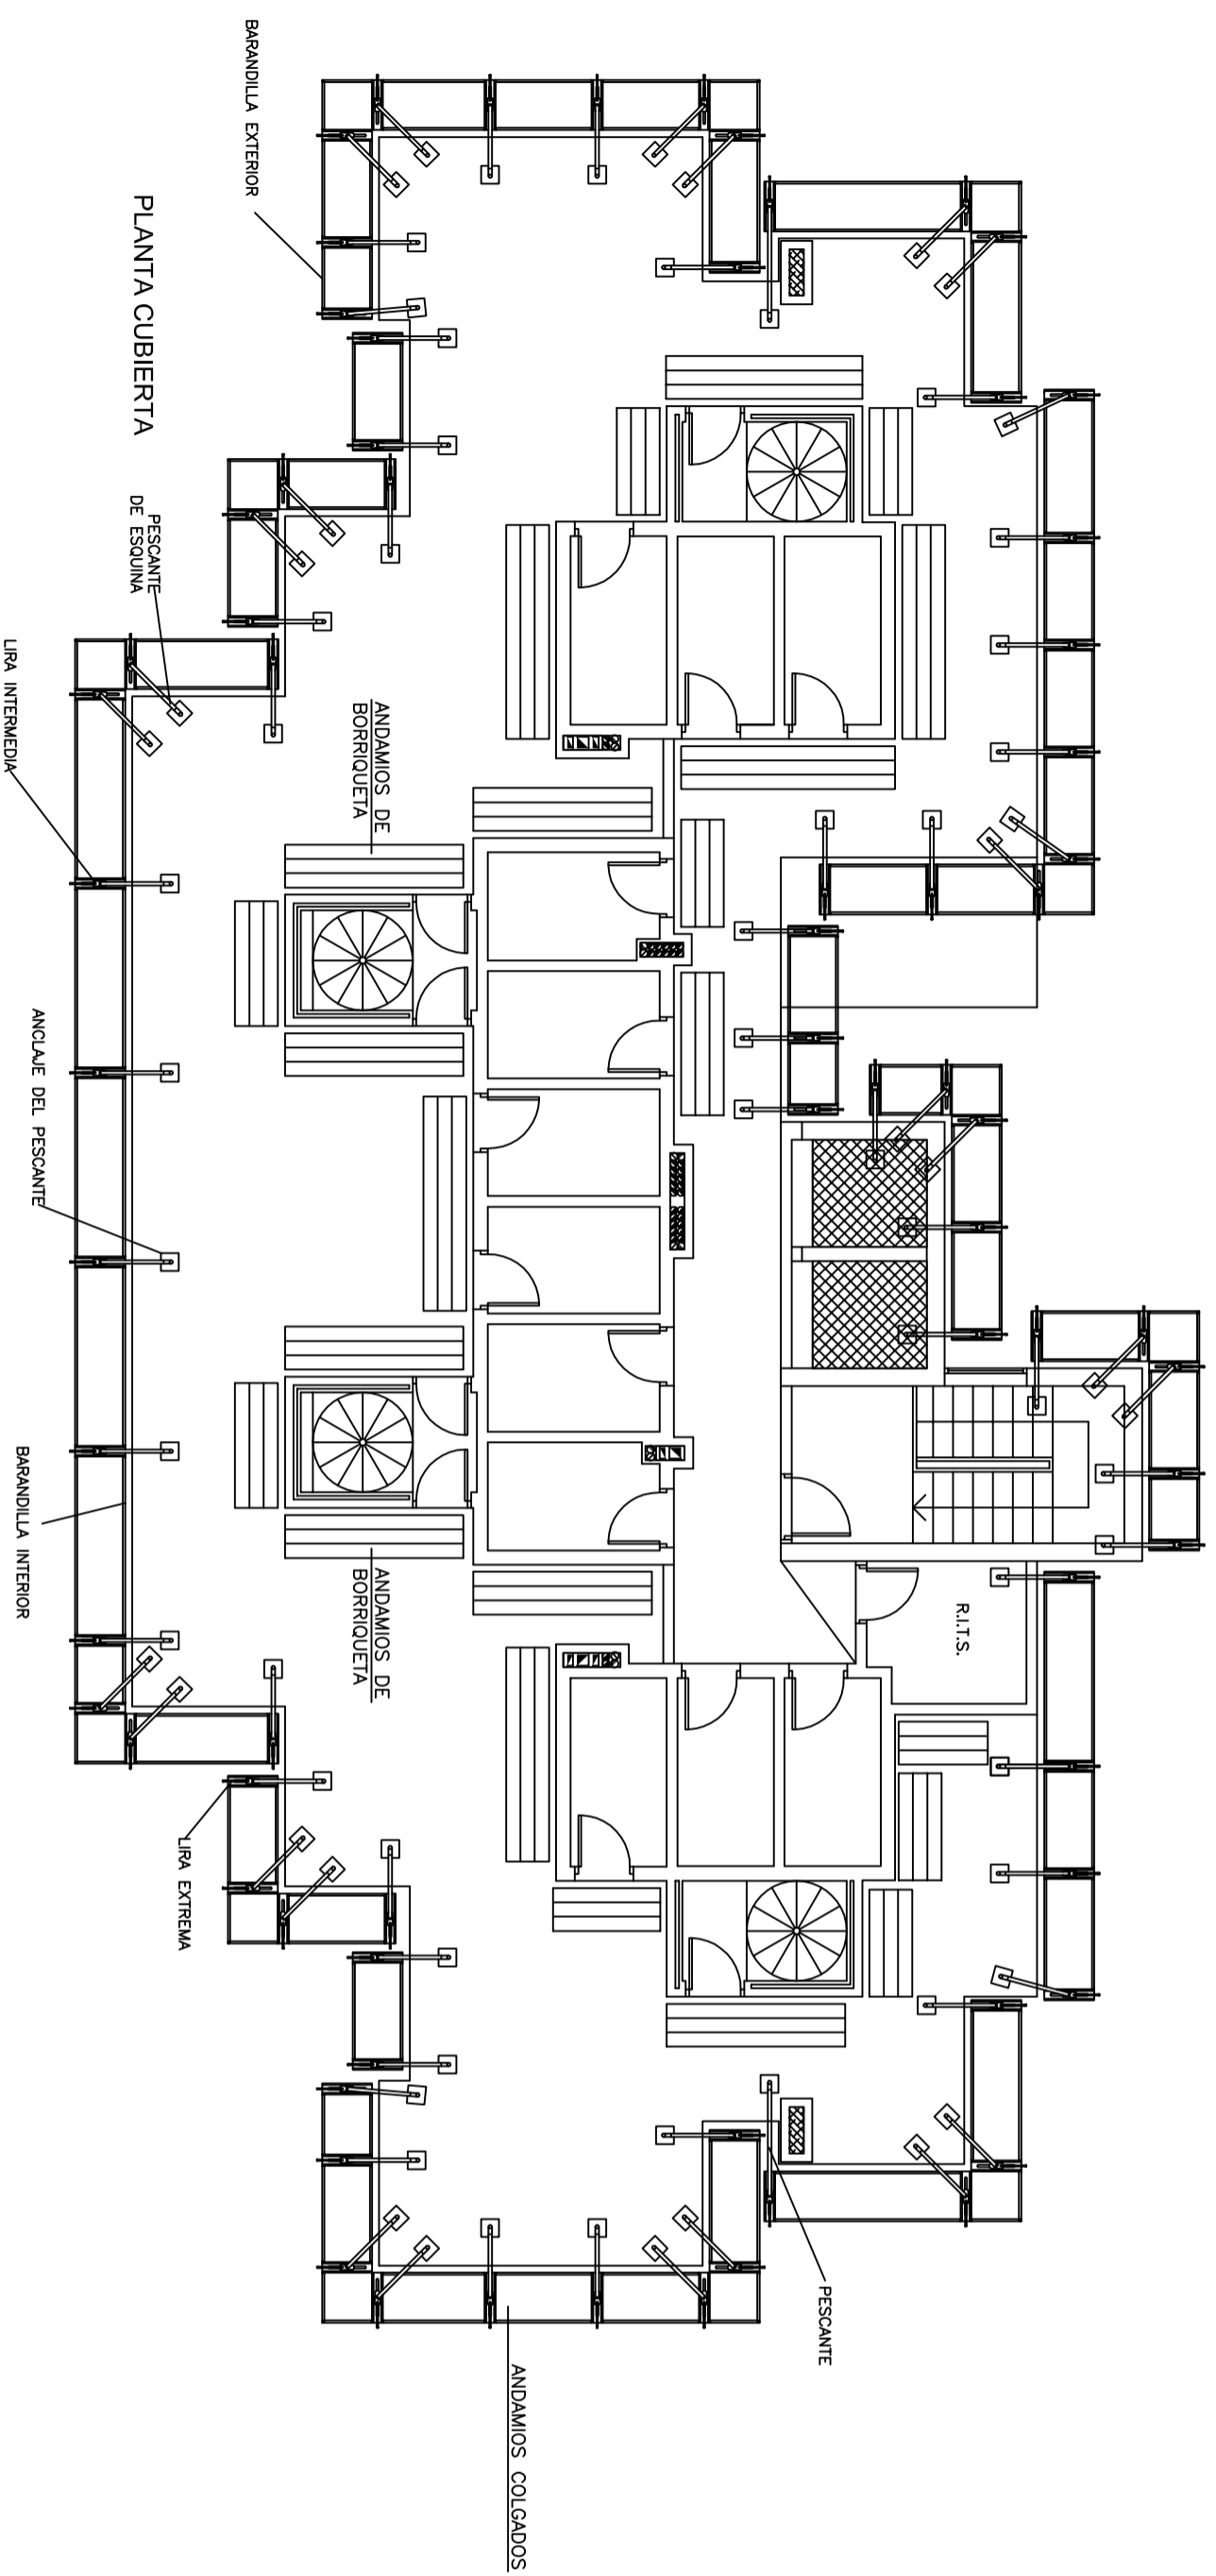 BARANDILLA EXTERIOR
PLANTA CUBIERTA
PESCANTE
DE ESQUINA
LIRA INTERMEDIA
ANDAMIOS DE
BORRIQUETA
ANCLAJE DEL PESCANTE
BARANDILLA INTERIOR
ANDAMIOS DE
BORRIQUETA
R.I.T.S.
LIRA EXTREMA
PESCANTE
ANDAMIOS COLGADOS